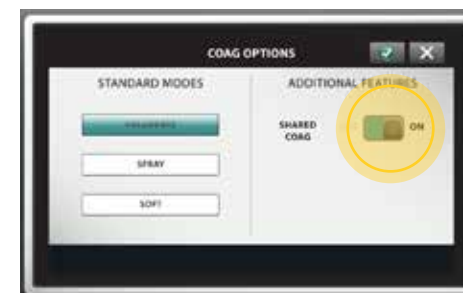 COAG OPTIONS
STANDARD MODES
SPRAY
SOFT
ADDITIONAL FEATURES
SHARED
COAG
ON